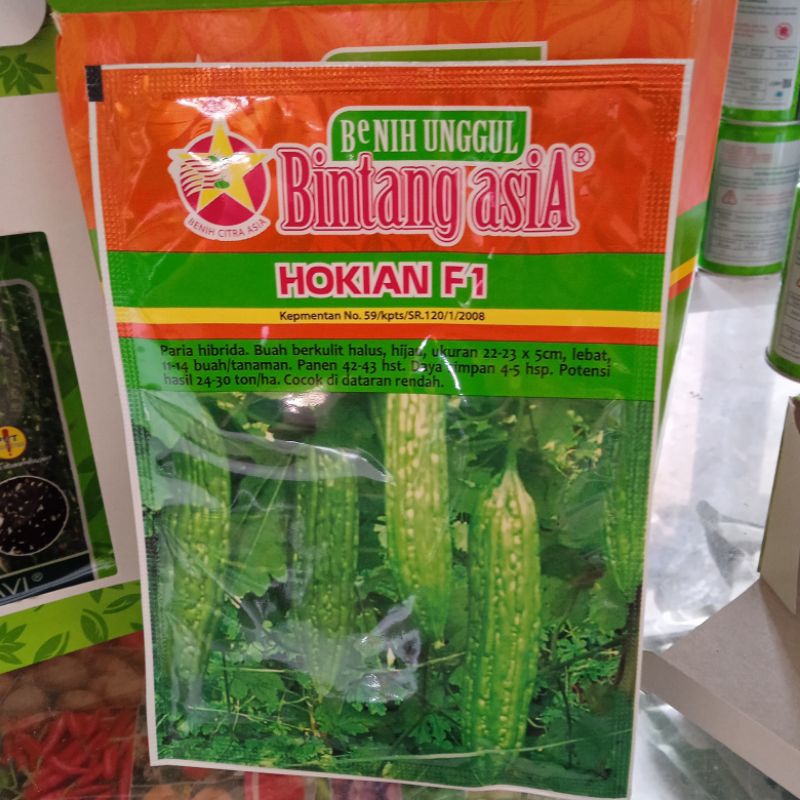 BeNIH UNGGUL
Bintang asiA®
BENIH CITRA ASIA
HOKIAN F1
Kepmentan No. 59/kpts/SR.120/1/2008
Paria hibrida. Buah berkulit halus, hijau, ukuran 22-23 x 5cm, lebat,
11-14 buah/tanaman. Panen 42-43 hst. Daya simpan 4-5 hsp. Potensi
hasil 24-30 ton/ha. Cocok di dataran rendah.
AVI®